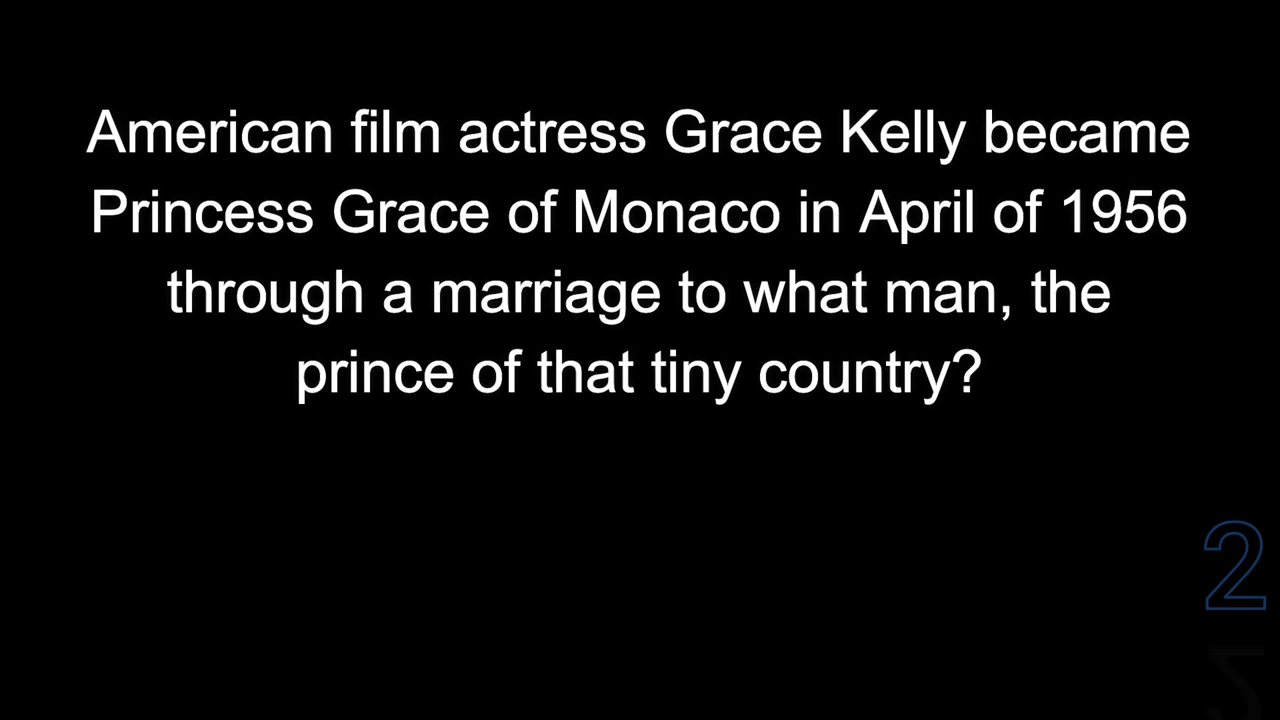 American film actress Grace Kelly became
Princess Grace of Monaco in April of 1956
through a marriage to what man, the
prince of that tiny country?
2